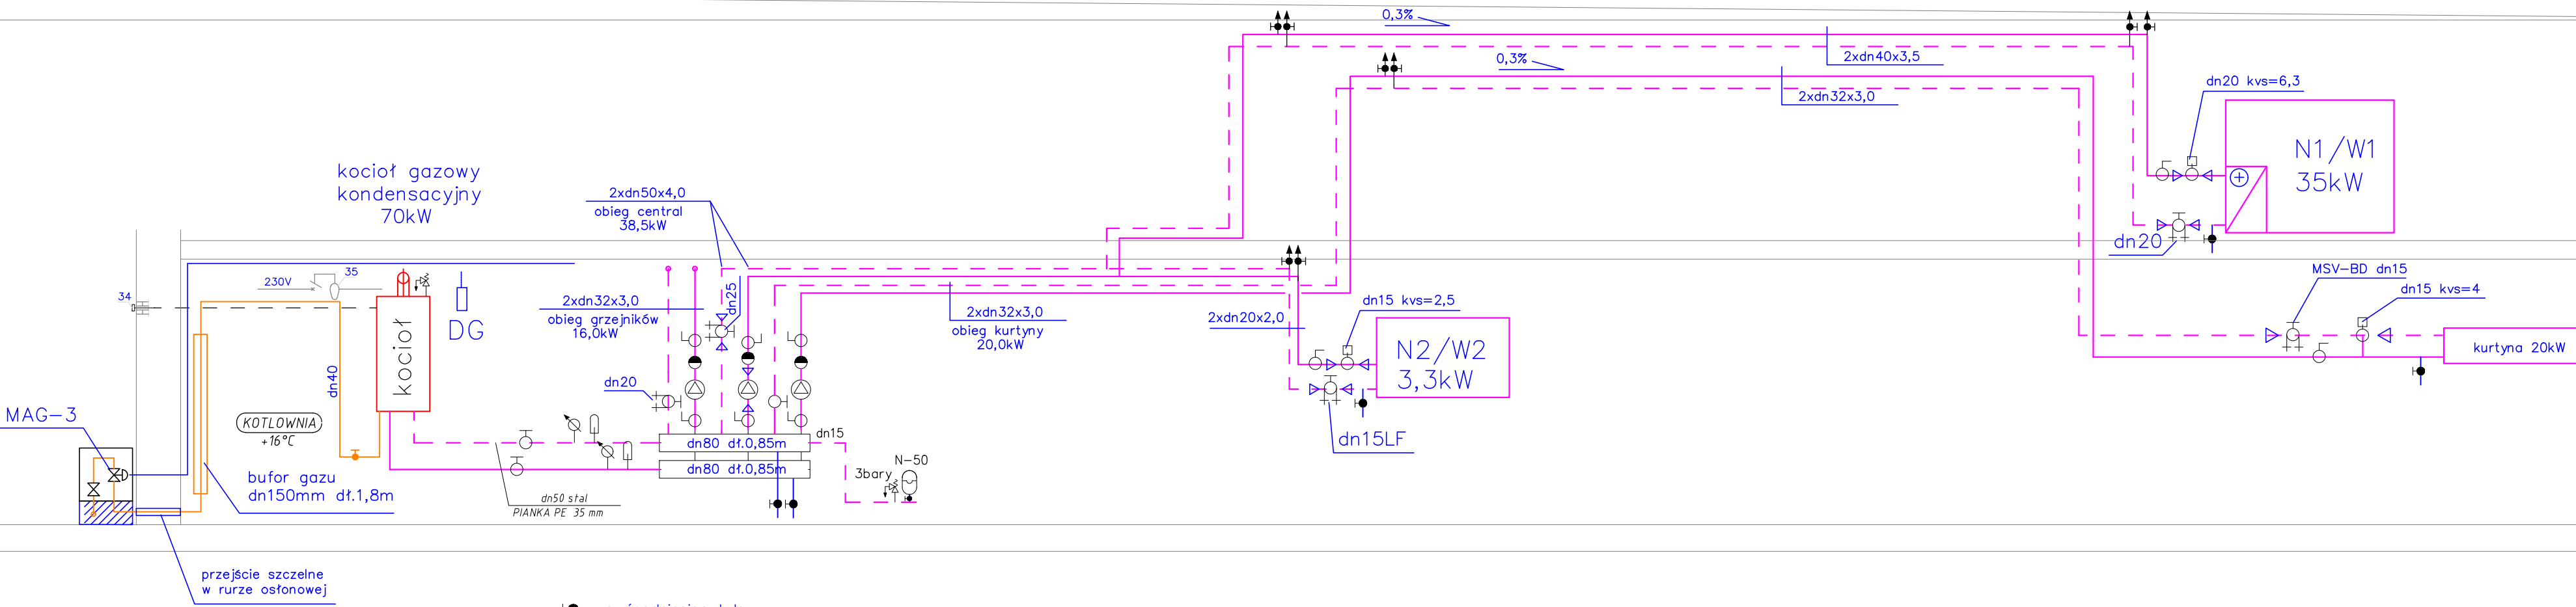 0,3%
2xdn40x3,5
0,3%
2xdn32x3,0
dn20 kvs=6,3
N1/W1
35kW
dn20
kocioł gazowy
kondensacyjny
70kW
2xdn50x4,0
obieg central
38,5kW
34
230V
35
kocioł
DG
dn40
2xdn32x3,0
obieg grzejników
16,0kW
dn25
2xdn32x3,0
obieg kurtyny
20,0kW
2xdn20x2,0
dn15 kvs=2,5
N2/W2
3,3kW
dn15LF
MSV-BD dn15
dn15 kvs=4
kurtyna 20kW
dn20
MAG-3
KOTLOWNIA
+16°C
bufor gazu
dn150mm dł.1,8m
dn80 dł.0,85m
dn80 dł.0,85m
dn15
3bary
N-50
dn50 stal
PIANKA PE 35 mm
przejście szczelne
w rurze osłonowej